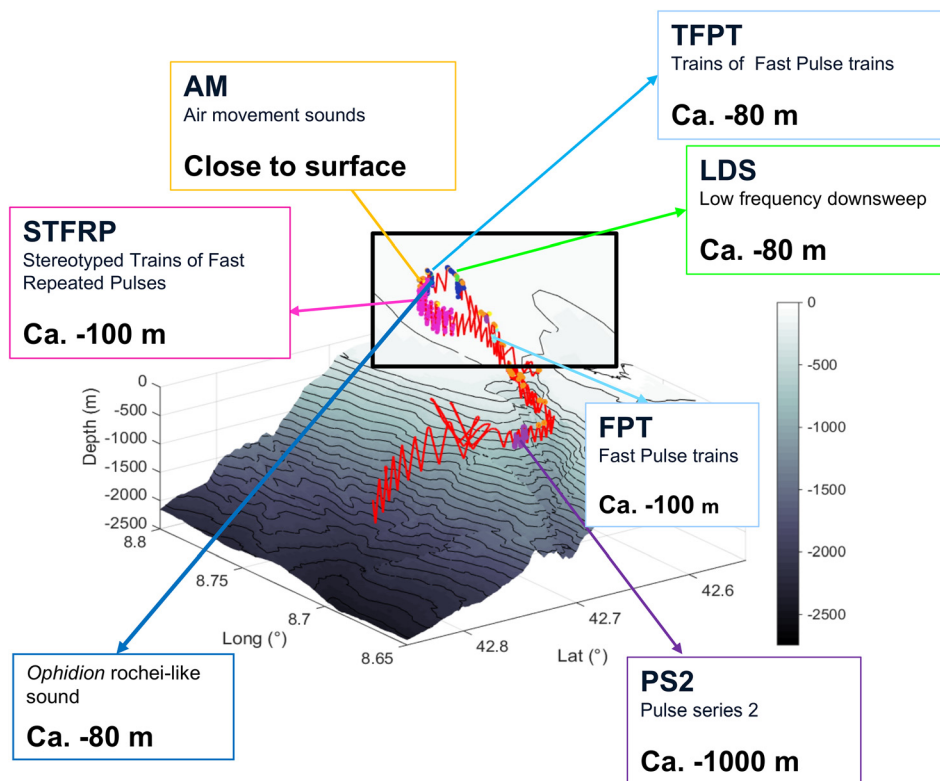 TFPT
Trains of Fast Pulse trains
Ca. -80 m
AM
Air movement sounds
Close to surface
LDS
Low frequency downsweep
Ca. -80 m
STFRP
Stereotyped Trains of Fast
Repeated Pulses
Ca. -100 m
0
-500
-1000
-1500
-2000
-2500
Depth (m)
0
-500
-1000
-1500
-2000
-2500
8.8
8.75
8.7
8.65
Long (°)
42.8
42.7
42.6
Lat (°)
FPT
Fast Pulse trains
Ca. -100 m
Ophidion rochei-like
sound
Ca. -80 m
PS2
Pulse series 2
Ca. -1000 m